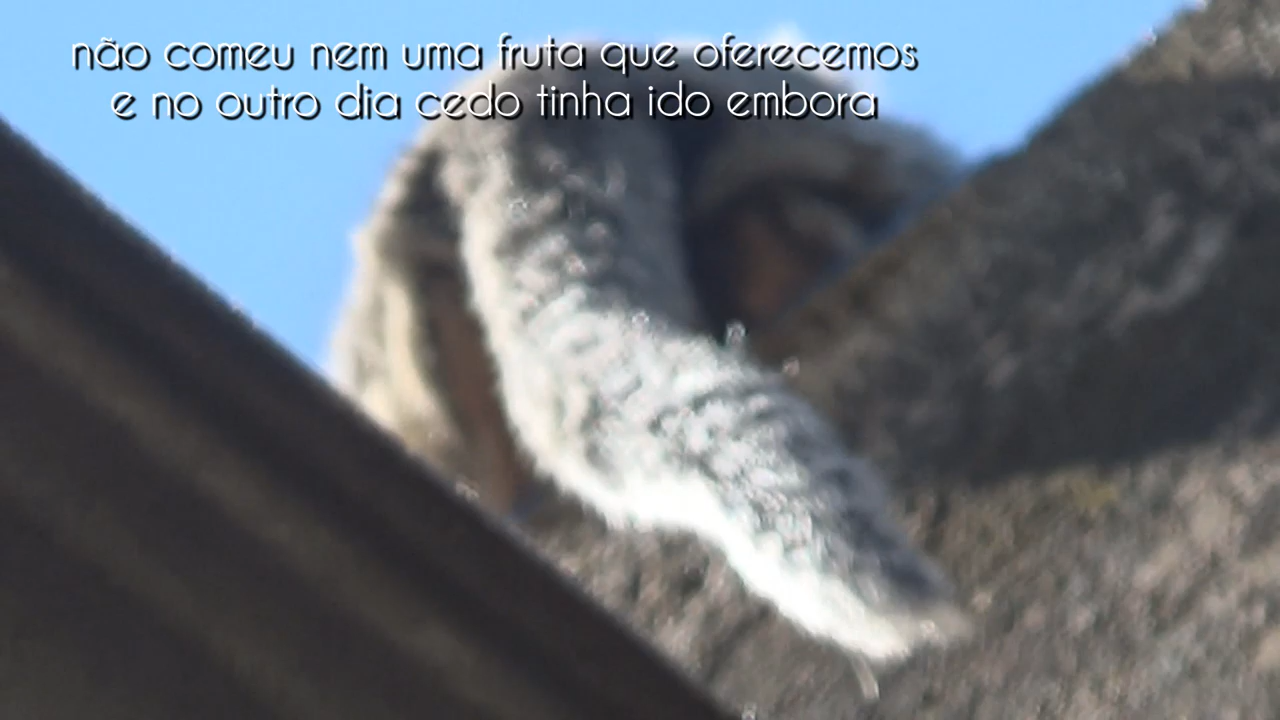 não comeu nem uma fruta que oferecemos
e no outro dia cedo tinha ido embora